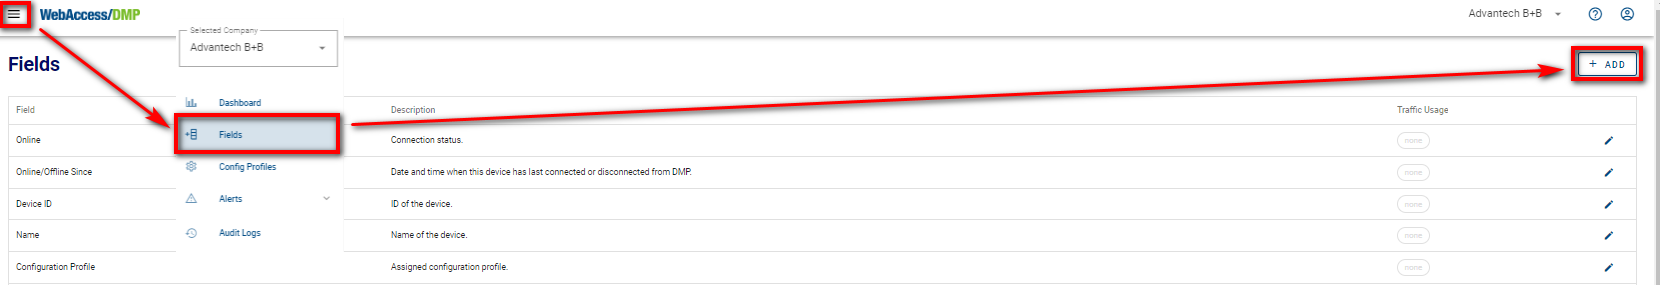 WebAccess/DMP
Advantech B+B
Selected Company
Advantech B+B
Fields
+ ADD
Dashboard
Fields
Config Profiles
Alerts
Audit Logs
Field Description Traffic Usage
Online Connection status. none
Online/Offline Since Date and time when this device has last connected or disconnected from DMP. none
Device ID ID of the device. none
Name Name of the device. none
Configuration Profile Assigned configuration profile. none